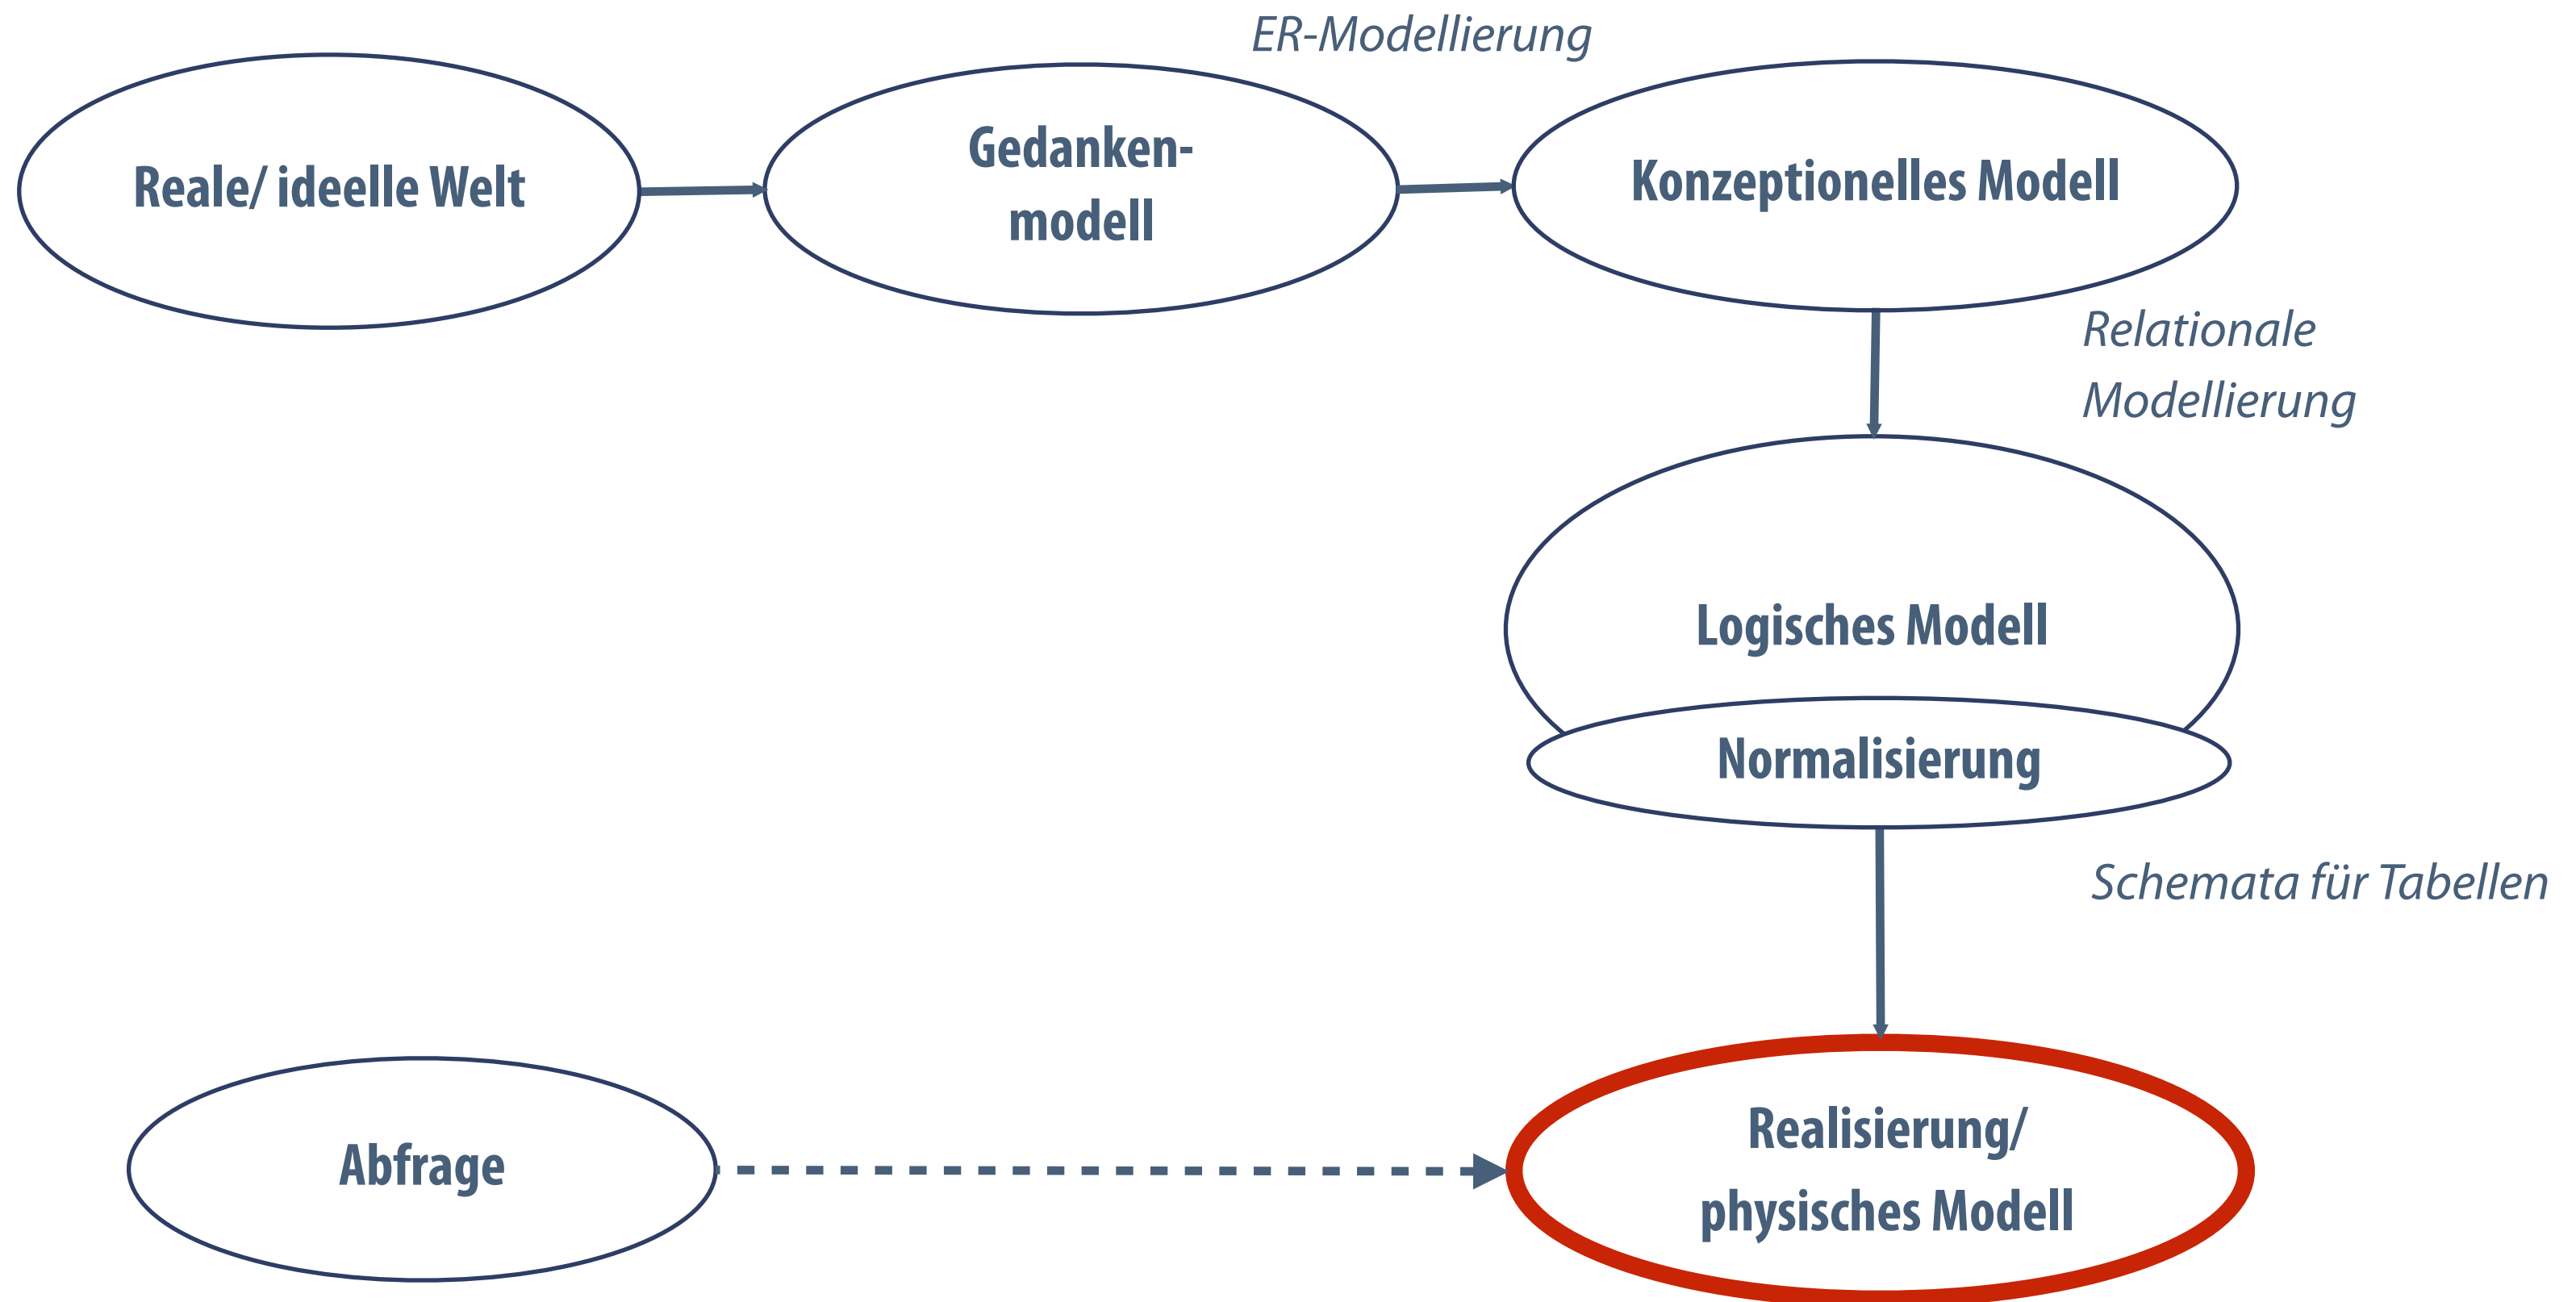 ER-Modellierung
Reale/ ideelle Welt
Gedanken-
modell
Konzeptionelles Modell
Relationale
Modellierung
Logisches Modell
Normalisierung
Schemata für Tabellen
Abfrage
Realisierung/
physisches Modell